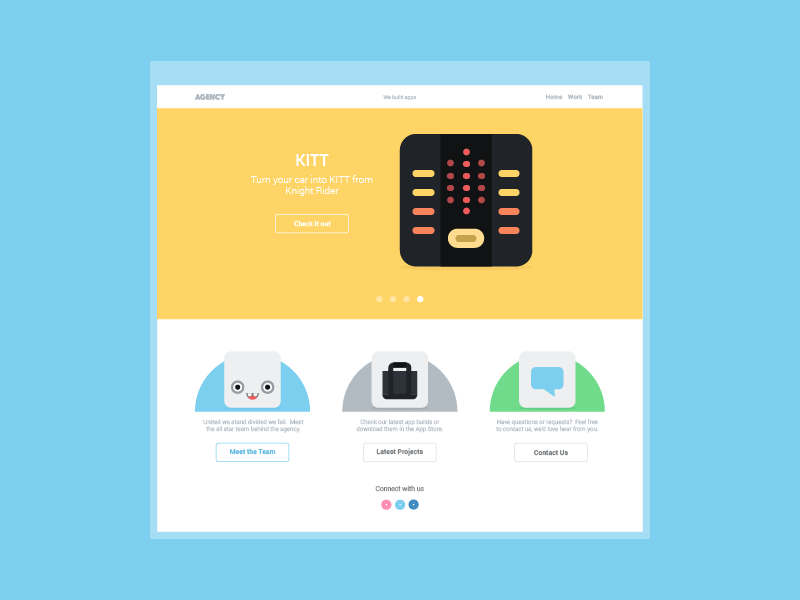 AGENCY
We build apps
Home Work Team
KITT
Turn your car into KITT from
Knight Rider
Check it out
United we stand divided we fall. Meet
the all star team behind the agency.
Meet the Team
Check our latest app builds or
download them in the App Store.
Latest Projects
Have questions or requests? Feel free
to contact us, we'd love hear from you.
Contact Us
Connect with us